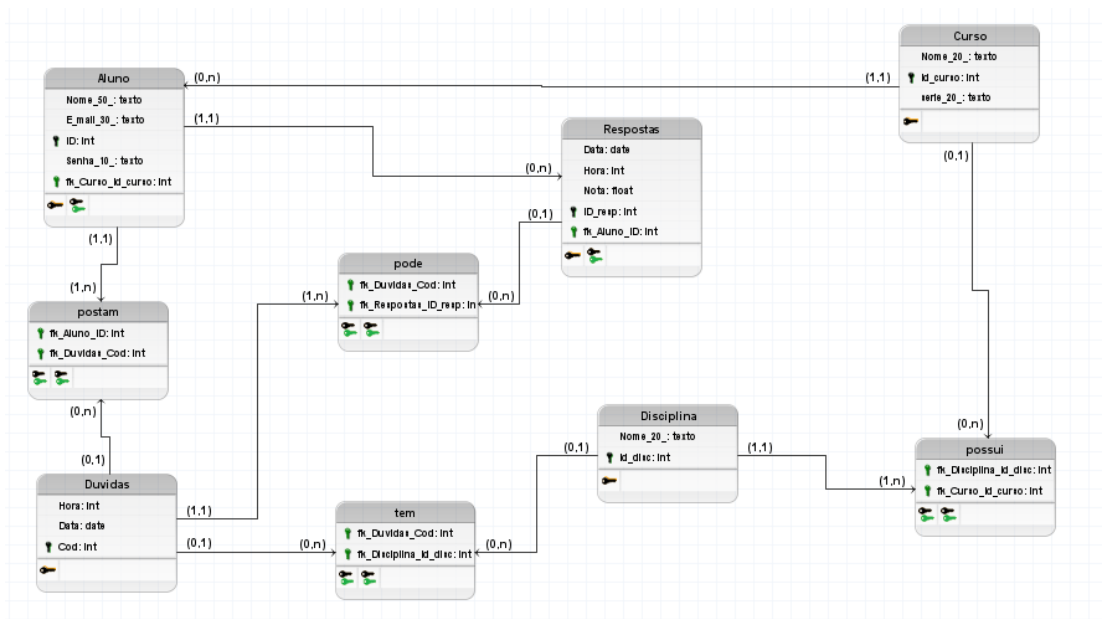 Curso
Nome_20_: texto
id_curso: int
serie_20_: texto
(0,n)
(1,1)
Aluno
Nome_50_: texto
E_mail_30_: texto
ID: int
Senha_10_: texto
fk_Curso_id_curso: int
(1,1)
Respostas
Data: date
Hora: int
Nota: float
ID_resp: int
fk_Aluno_ID: int
(0,n)
(0,1)
(0,1)
(1,1)
(1,n)
pode
fk_Duvidas_Cod: int
fk_Respostas_ID_resp: in
(1,n)
(0,n)
postam
fk_Aluno_ID: int
fk_Duvidas_Cod: int
(0,n)
(0,1)
Disciplina
Nome_20_: texto
id_disc: int
(0,1)
(1,1)
(0,n)
possui
fk_Disciplina_id_disc: int
fk_Curso_id_curso: int
(1,n)
Duvidas
Hora: int
Data: date
Cod: int
(1,1)
(0,1)
tem
fk_Duvidas_Cod: int
fk_Disciplina_id_disc: int
(0,n)
(0,n)